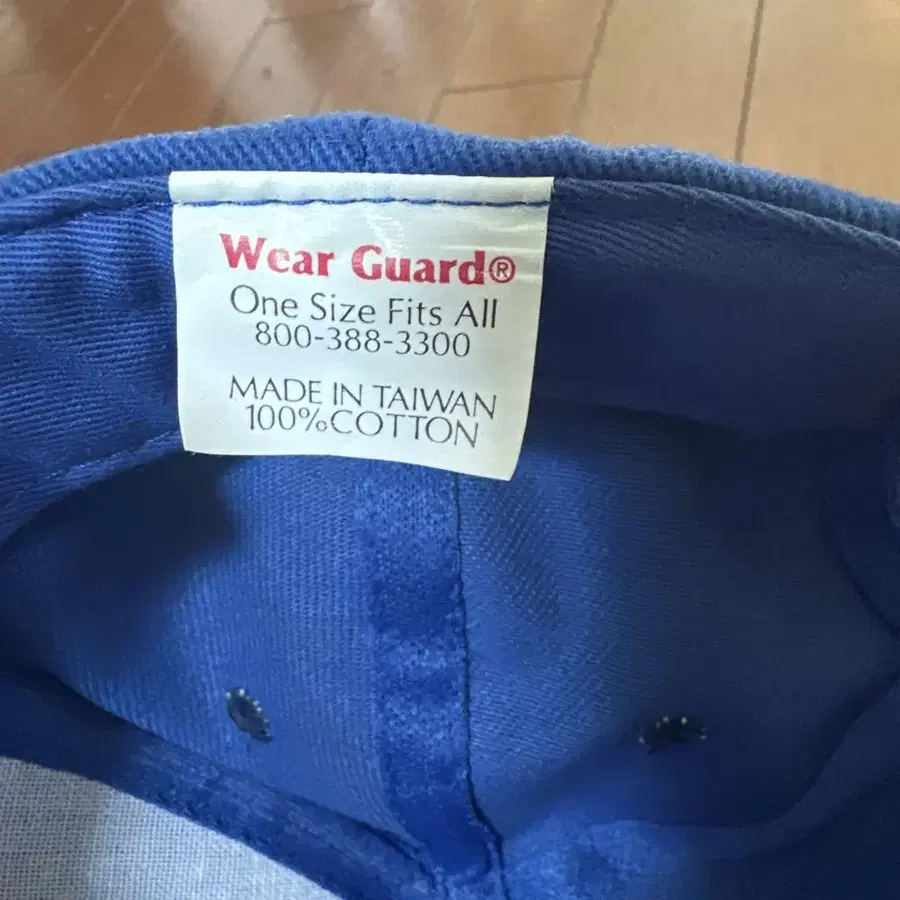 Wear Guard®
One Size Fits All
800-388-3300
MADE IN TAIWAN
100%COTTON